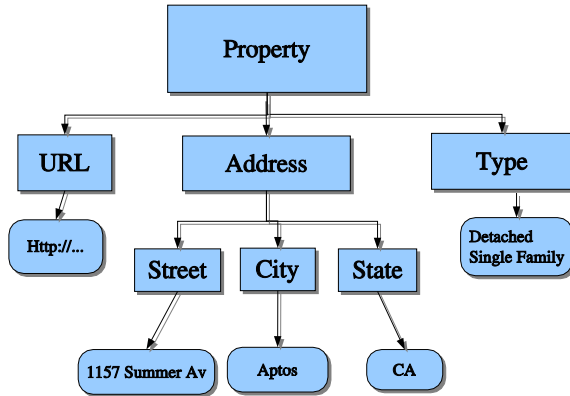 Property
URL
Address
Type
Http://...
Detached
Single Family
Street
City
State
1157 Summer Av
Aptos
CA